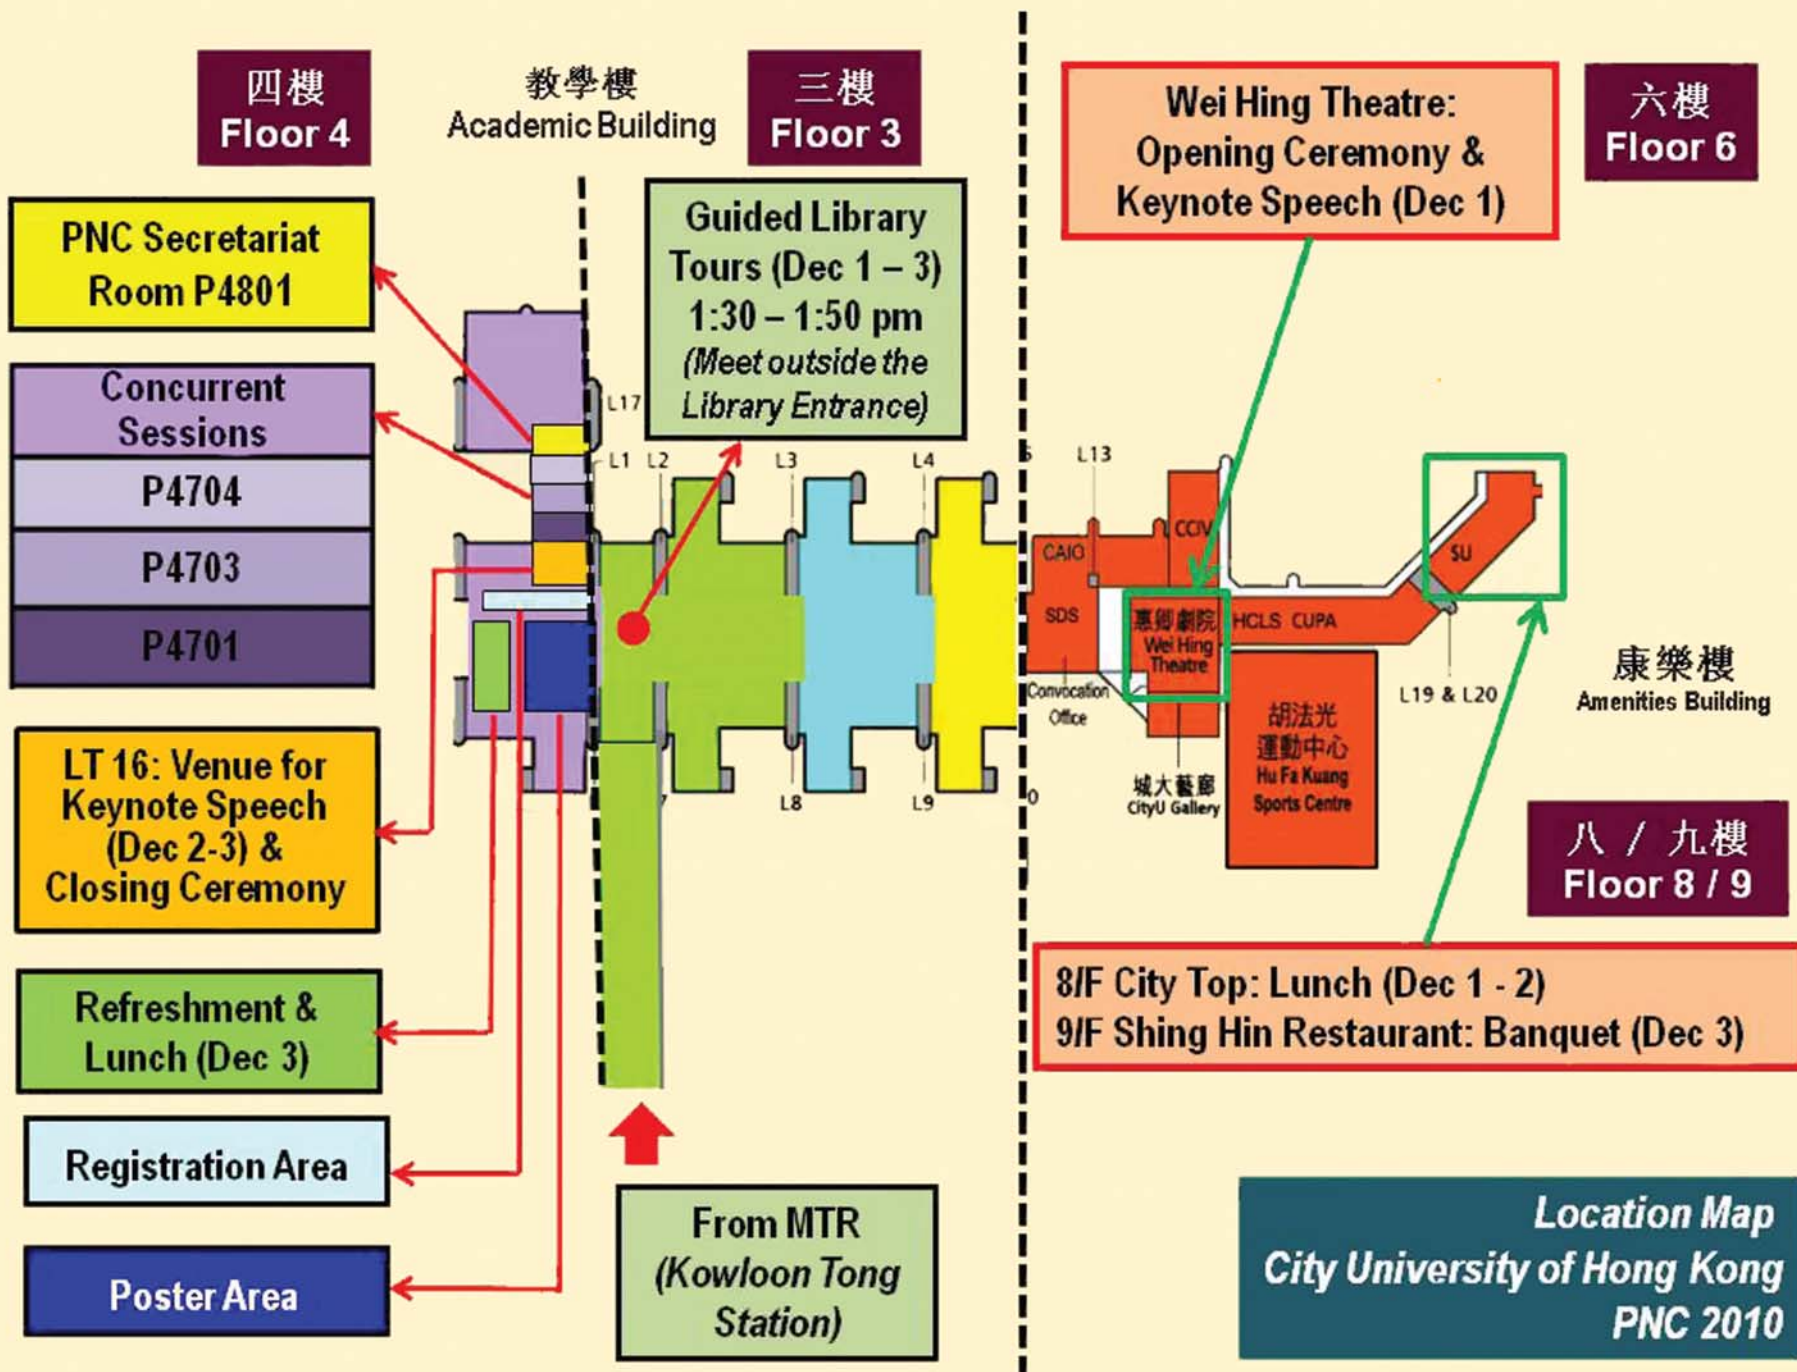 四樓
Floor 4
教學樓
Academic Building
三樓
Floor 3
Wei Hing Theatre:
Opening Ceremony &
Keynote Speech (Dec 1)
六樓
Floor 6
PNC Secretariat
Room P4801
Concurrent
Sessions
P4704
P4703
P4701
LT 16: Venue for
Keynote Speech
(Dec 2-3) &
Closing Ceremony
Refreshment &
Lunch (Dec 3)
Registration Area
Poster Area
Guided Library
Tours (Dec 1 – 3)
1:30 – 1:50 pm
(Meet outside the
Library Entrance)
L17
L1
L2
L3
L4
L13
7
L8
L9
0
CAIO
CCIV
SDS
惠卿劇院
Wei Hing
Theatre
HCLS CUPA
SU
Convocation
Office
L19 & L20
康樂樓
Amenities Building
城大藝廊
CityU Gallery
胡法光
運動中心
Hu Fa Kuang
Sports Centre
八 / 九樓
Floor 8 / 9
8/F City Top: Lunch (Dec 1 - 2)
9/F Shing Hin Restaurant: Banquet (Dec 3)
From MTR
(Kowloon Tong
Station)
Location Map
City University of Hong Kong
PNC 2010